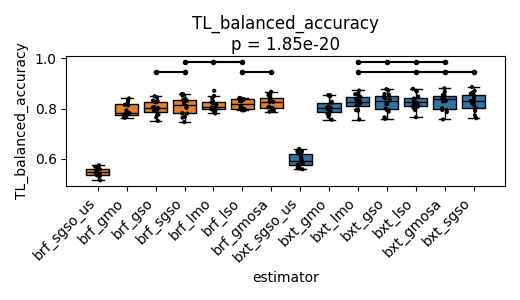 TL_balanced_accuracy
p = 1.85e-20
TL_balanced_accuracy
1.0
0.8
0.6
brf_sgso_us
brf_gmo
brf_gso
brf_sgso
brf_lmo
brf_lso
brf_gmosa
bxt_sgso_us
bxt_gmo
bxt_lmo
bxt_gso
bxt_lso
bxt_gmosa
bxt_sgso
estimator